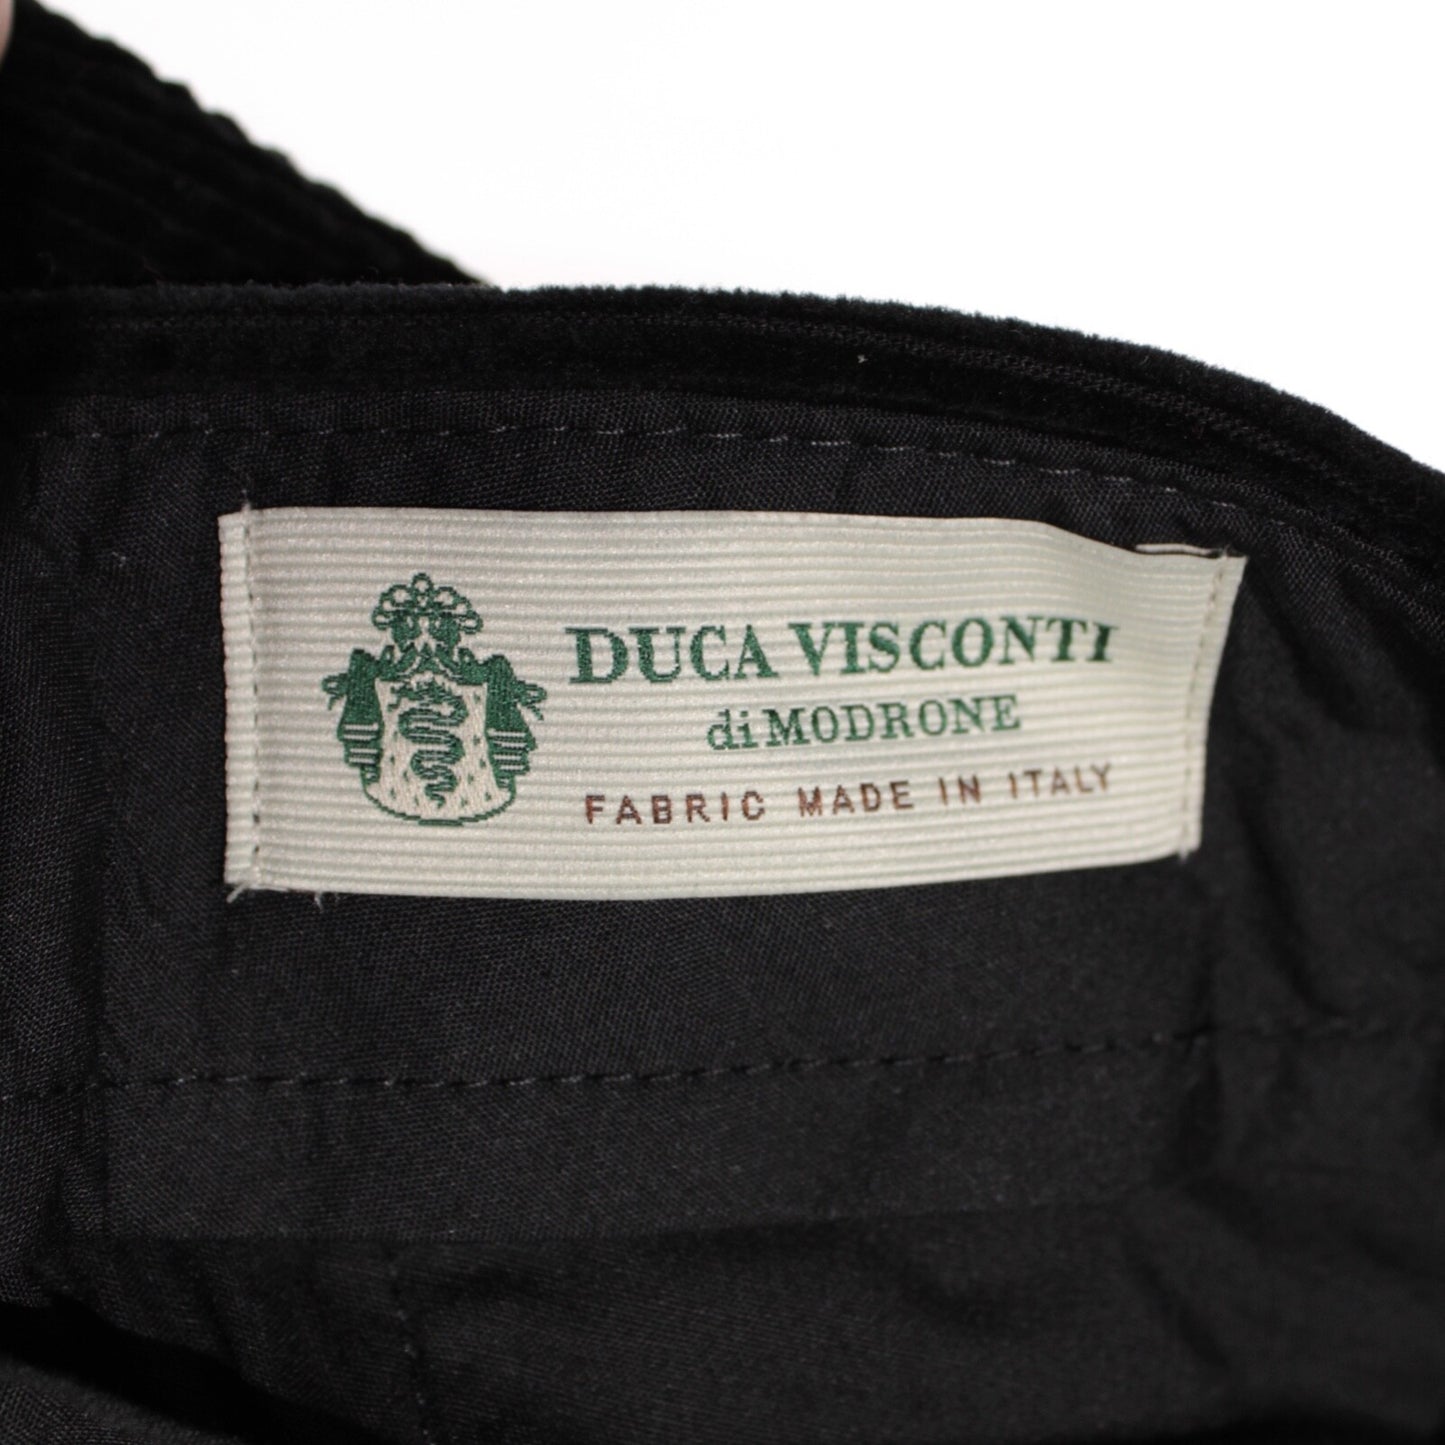 DUCA VISCONTI
di MODRONE
FABRIC MADE IN ITALY